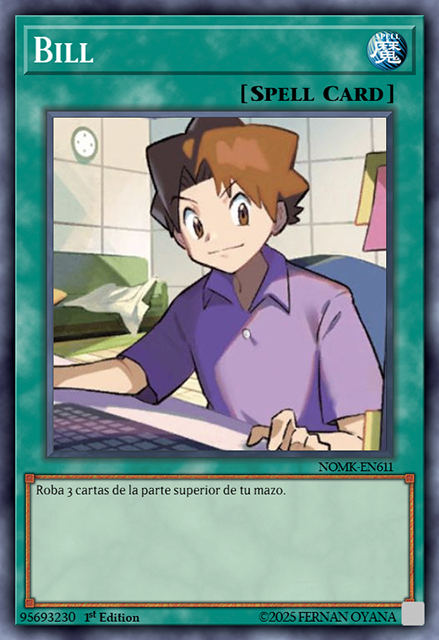 Bill
SPELL
魔
[Spell Card]
NOMK-EN611
Roba 3 cartas de la parte superior de tu mazo.
95693230 1st Edition ©2025 FERNAN OYANA